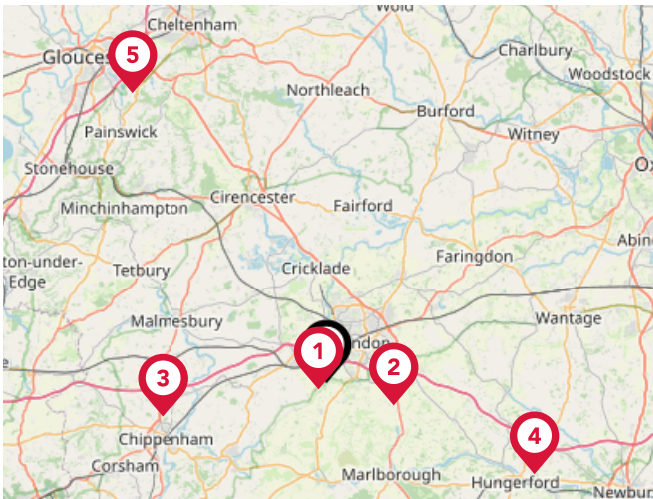 Wold
Cheltenham
Glouces
5
Charlbury
Woodstock
Northleach
Burford
Painswick
Witney
Stonehouse
Ox
Cirencester
Minchinhampton
Fairford
Abin
ton-under-
Edge
Tetbury
Cricklade
Faringdon
Malmesbury
Wantage
1
ndon
2
3
Chippenham
4
Corsham
Marlborough
Hungerford
Newbur